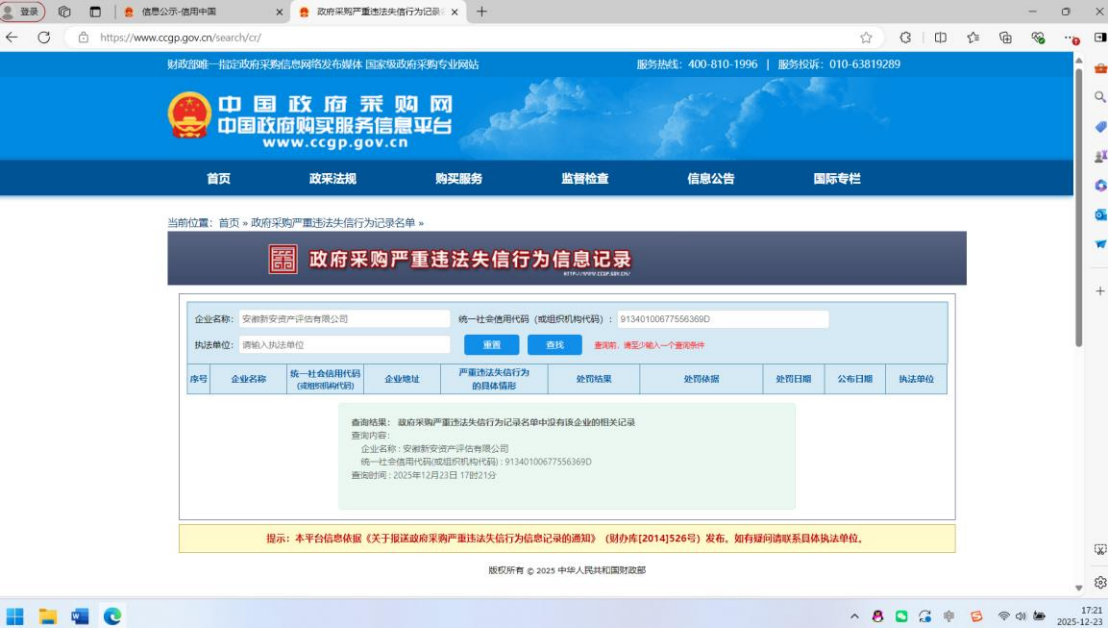 登录
信息公示-信用中国
政府采购严重违法失信行为记录
https://www.ccgp.gov.cn/search/cr/
财政部唯一指定政府采购信息网络发布媒体 国家级政府采购专业网站
服务热线：400-810-1996 | 服务投诉：010-63819289
中国政府采购网
中国政府购买服务信息平台
www.ccgp.gov.cn
首页 政采法规 购买服务 监督检查 信息公告 国际专栏
当前位置：首页 » 政府采购严重违法失信行为记录名单 »
政府采购严重违法失信行为信息记录
HTTP://WWW.CCGP.GOV.CN/
企业名称： 安徽新安资产评估有限公司 统一社会信用代码（或组织机构代码）： 91340100677556369D
执法单位： 请输入执法单位 重置 查找 查询前，请至少输入一个查询条件
序号 企业名称 统一社会信用代码(或组织机构代码) 企业地址 严重违法失信行为的具体情形 处罚结果 处罚依据 处罚日期 公布日期 执法单位
查询结果： 政府采购严重违法失信行为记录名单中没有该企业的相关记录
查询内容：
企业名称 : 安徽新安资产评估有限公司
统一社会信用代码(或组织机构代码) : 91340100677556369D
查询时间 : 2025年12月23日 17时21分
提示：本平台信息依据《关于报送政府采购严重违法失信行为信息记录的通知》（财办库[2014]526号）发布。如有疑问请联系具体执法单位。
版权所有 © 2025 中华人民共和国财政部
17:21
2025-12-23